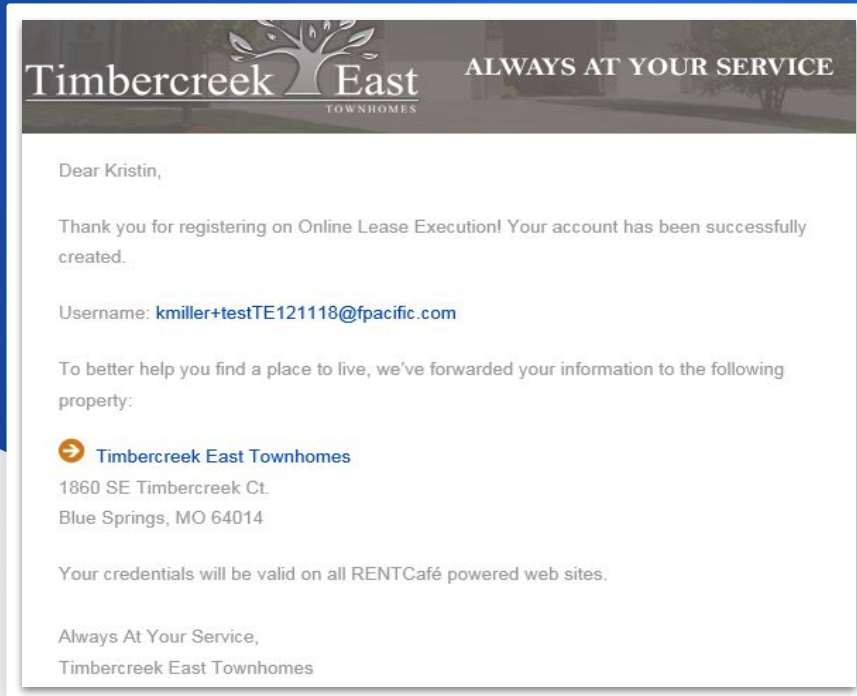 Timbercreek East
TOWNHOMES
ALWAYS AT YOUR SERVICE
Dear Kristin,
Thank you for registering on Online Lease Execution! Your account has been successfully
created.
Username: kmiller+testTE121118@fpacific.com
To better help you find a place to live, we've forwarded your information to the following
property:
Timbercreek East Townhomes
1860 SE Timbercreek Ct.
Blue Springs, MO 64014
Your credentials will be valid on all RENTCafé powered web sites.
Always At Your Service,
Timbercreek East Townhomes